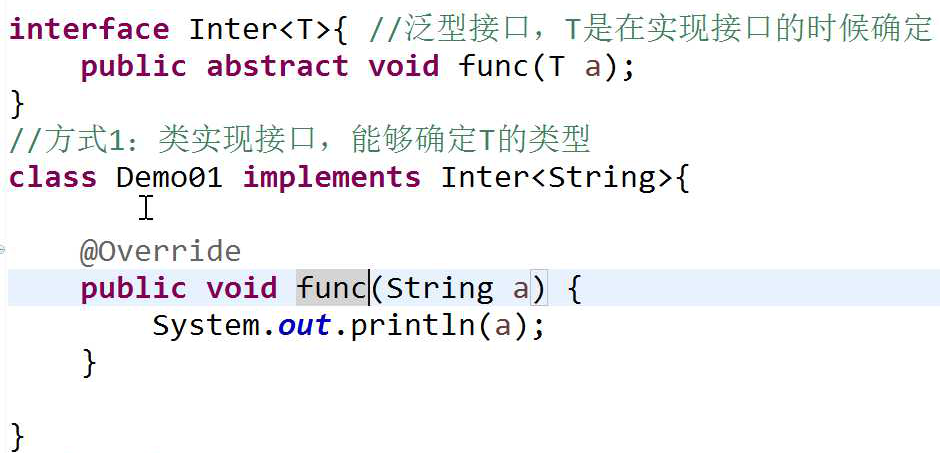 interface Inter<T>{ //泛型接口，T是在实现接口的时候确定
    public abstract void func(T a);
}
//方式1：类实现接口，能够确定T的类型
class Demo01 implements Inter<String>{
    @Override
    public void func(String a) {
        System.out.println(a);
    }
}